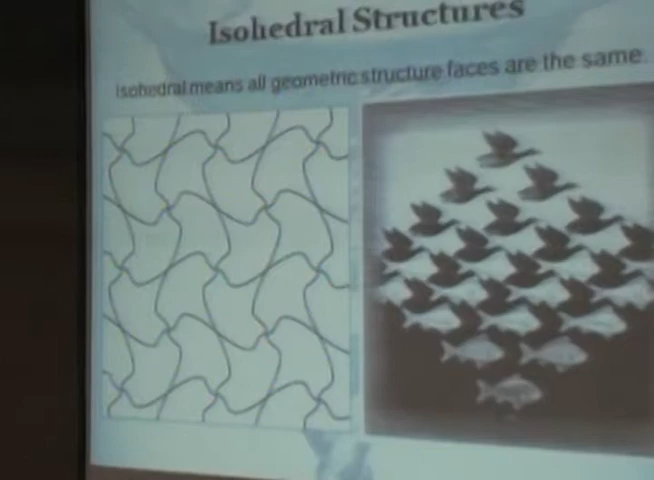 Isohedral Structures
Isohedral means all geometric structure faces are the same.